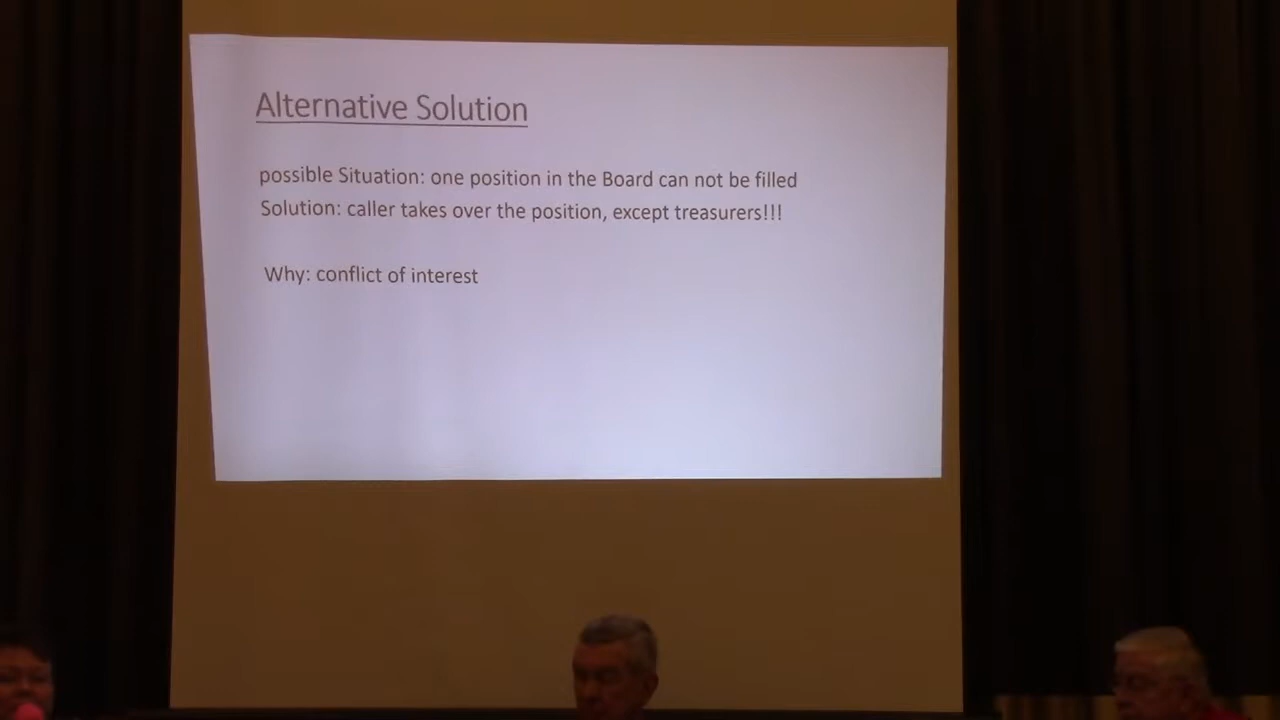 Alternative Solution
possible Situation: one position in the Board can not be filled
Solution: caller takes over the position, except treasurers!!!
Why: conflict of interest